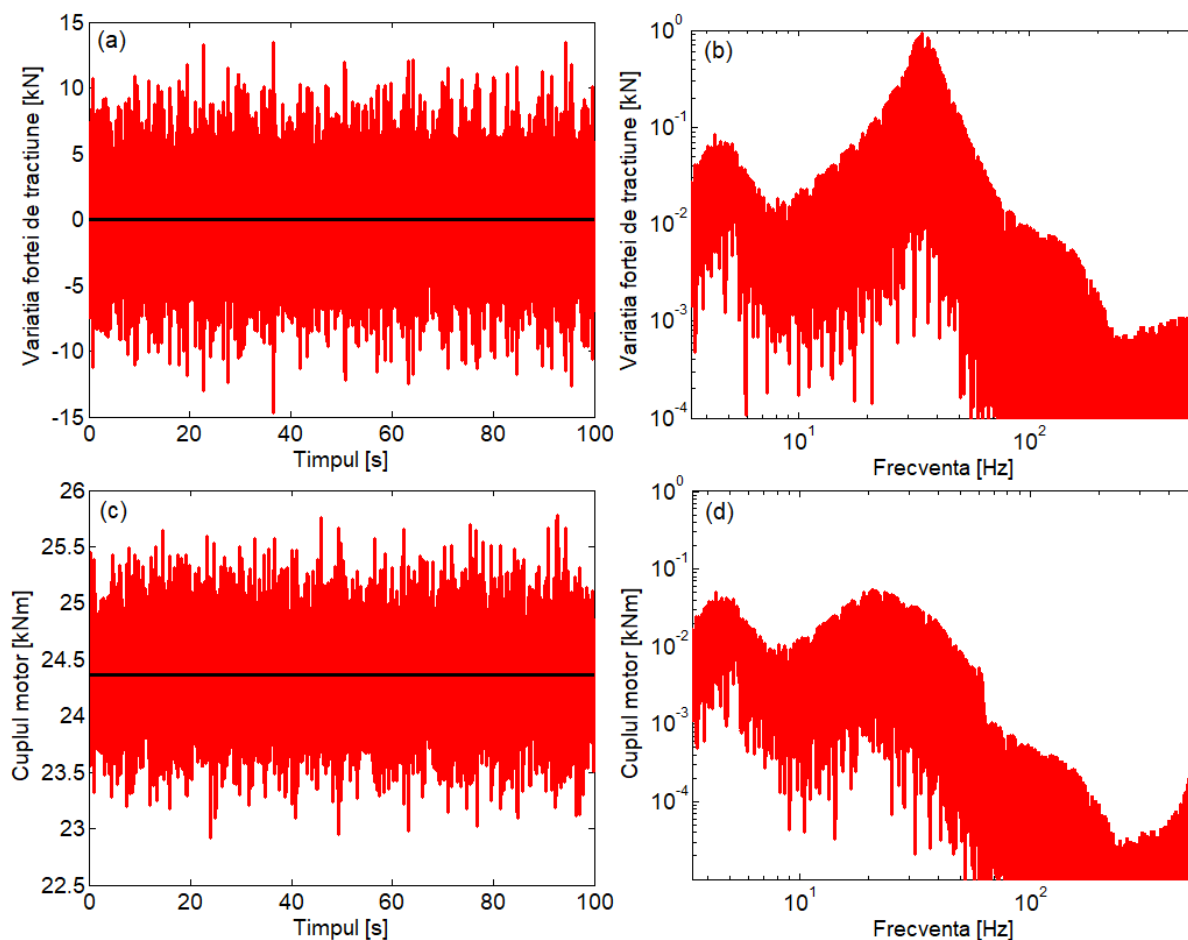 (a)
Variatia fortei de tractiune [kN]
15
10
5
0
-5
-10
-15
0 20 40 60 80 100
Timpul [s]
(b)
Variatia fortei de tractiune [kN]
10^0
10^-1
10^-2
10^-3
10^-4
10^1 10^2
Frecventa [Hz]
(c)
Cuplul motor [kNm]
26
25.5
25
24.5
24
23.5
23
22.5
0 20 40 60 80 100
Timpul [s]
(d)
Cuplul motor [kNm]
10^0
10^-1
10^-2
10^-3
10^-4
10^1 10^2
Frecventa [Hz]